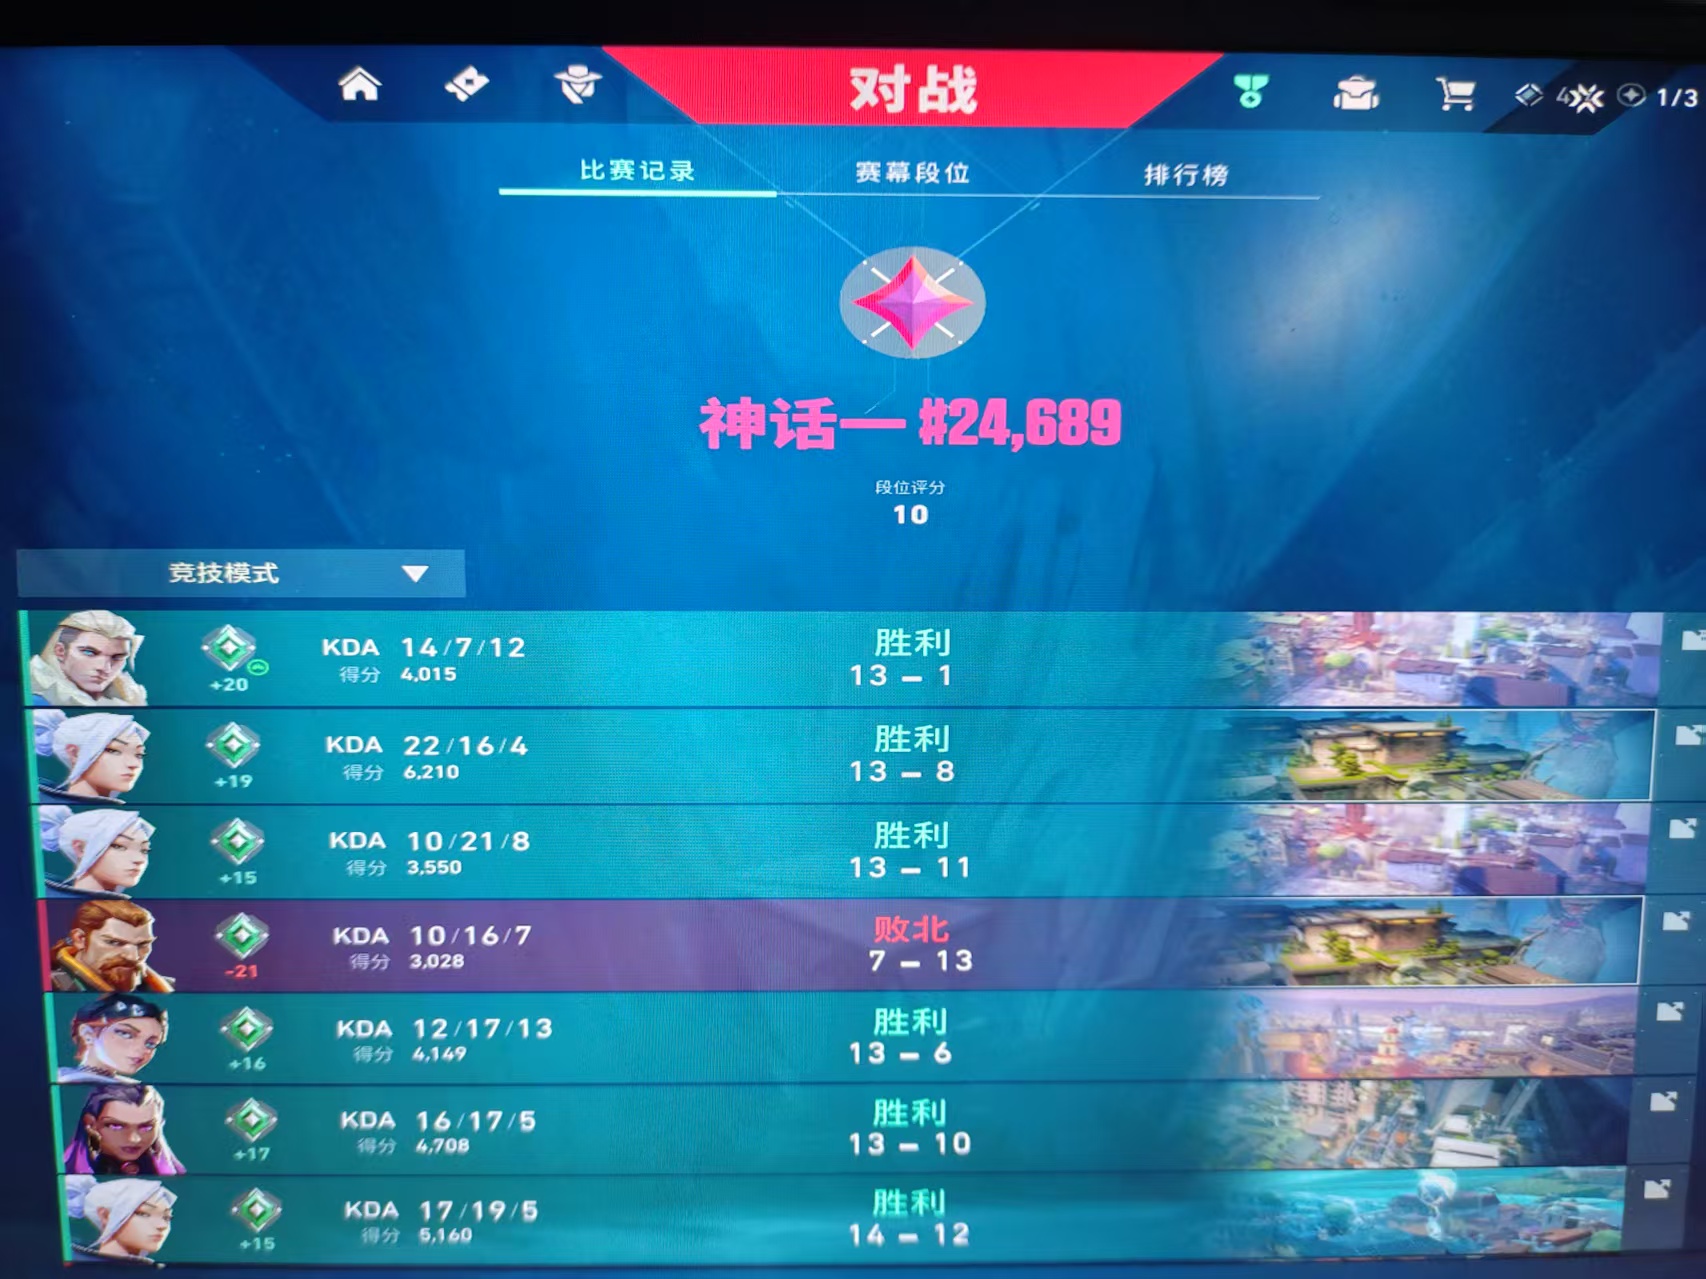 对战
1/3
比赛记录 赛幕段位 排行榜
神话一 #24,689
段位评分
10
竞技模式
+20
KDA 14/7/12
得分 4,015
胜利
13 – 1
+19
KDA 22/16/4
得分 6,210
胜利
13 – 8
+15
KDA 10/21/8
得分 3,550
胜利
13 – 11
-21
KDA 10/16/7
得分 3,028
败北
7 – 13
+16
KDA 12/17/13
得分 4,149
胜利
13 – 6
+17
KDA 16/17/5
得分 4,708
胜利
13 – 10
+15
KDA 17/19/5
得分 5,160
胜利
14 – 12